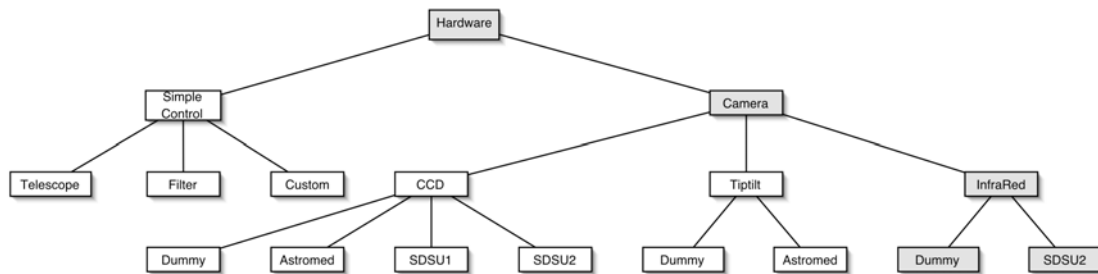 Hardware
Simple
Control
Camera
Telescope
Filter
Custom
CCD
Tiptilt
InfraRed
Dummy
Astromed
SDSU1
SDSU2
Dummy
Astromed
Dummy
SDSU2